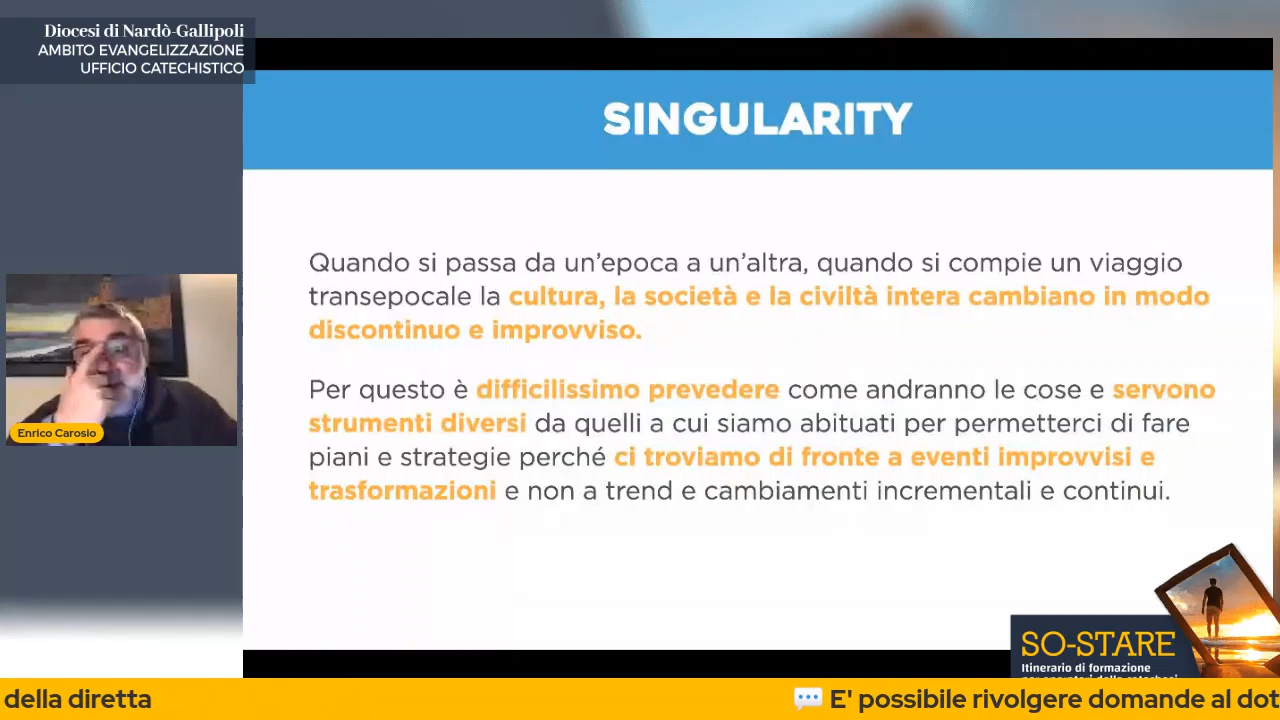 Diocesi di Nardò-Gallipoli
AMBITO EVANGELIZZAZIONE
UFFICIO CATECHISTICO
SINGULARITY
Quando si passa da un’epoca a un’altra, quando si compie un viaggio
transepocale la cultura, la società e la civiltà intera cambiano in modo
discontinuo e improvviso.
Per questo è difficilissimo prevedere come andranno le cose e servono
strumenti diversi da quelli a cui siamo abituati per permetterci di fare
piani e strategie perché ci troviamo di fronte a eventi improvvisi e
trasformazioni e non a trend e cambiamenti incrementali e continui.
Enrico Carosio
SO-STARE
Itinerario di formazione
della diretta
E' possibile rivolgere domande al dot